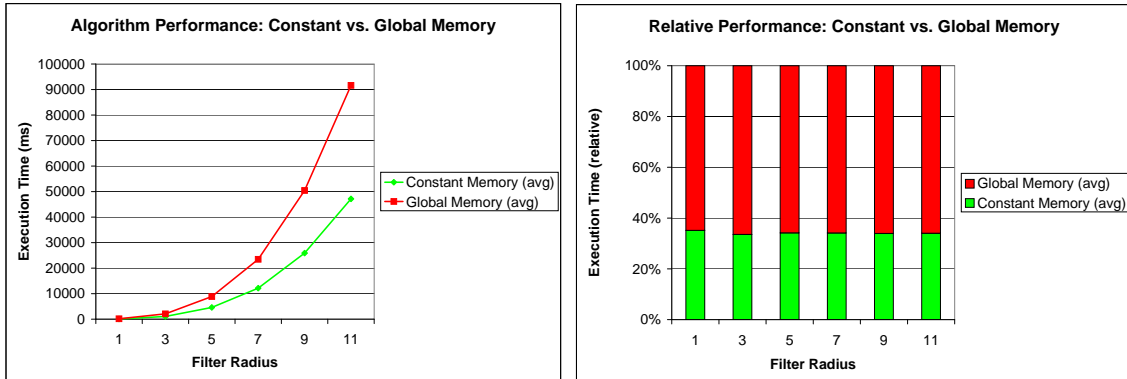 Algorithm Performance: Constant vs. Global Memory
Execution Time (ms)
100000
90000
80000
70000
60000
50000
40000
30000
20000
10000
0
1 3 5 7 9 11
Filter Radius
Constant Memory (avg)
Global Memory (avg)
Relative Performance: Constant vs. Global Memory
Execution Time (relative)
100%
80%
60%
40%
20%
0%
1 3 5 7 9 11
Filter Radius
Global Memory (avg)
Constant Memory (avg)